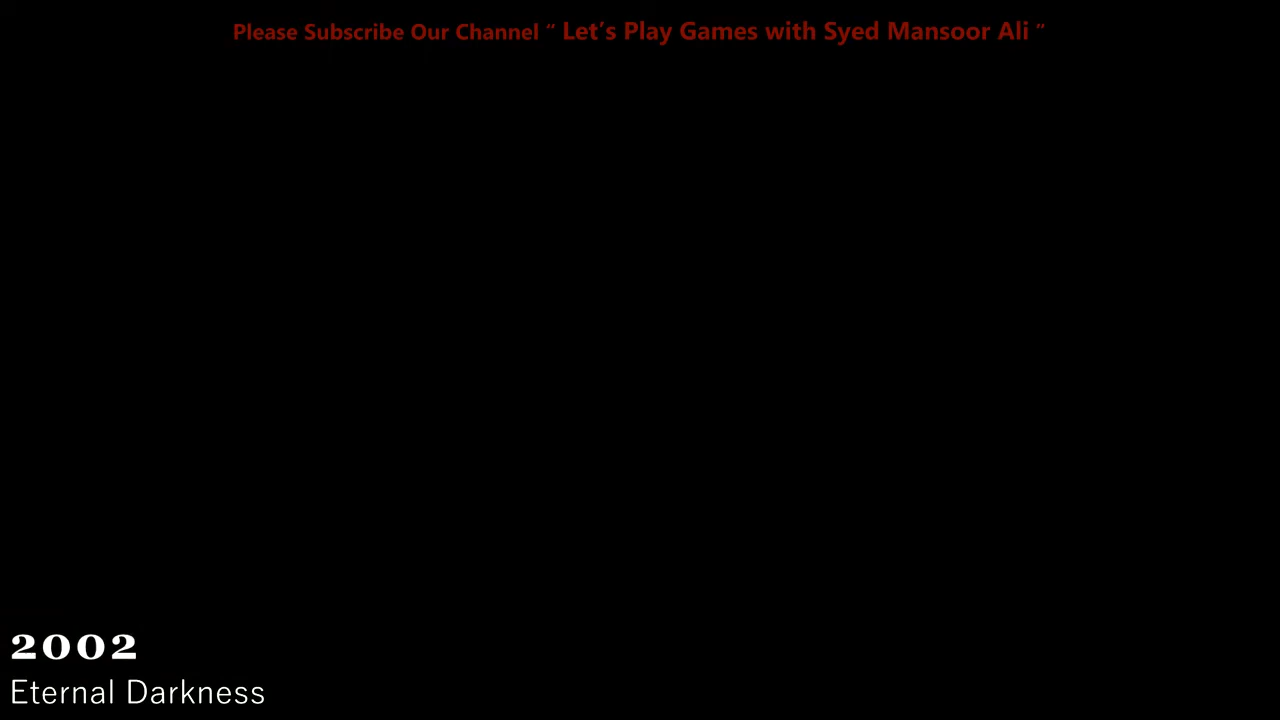 Please Subscribe Our Channel “ Let’s Play Games with Syed Mansoor Ali ”
2002
Eternal Darkness